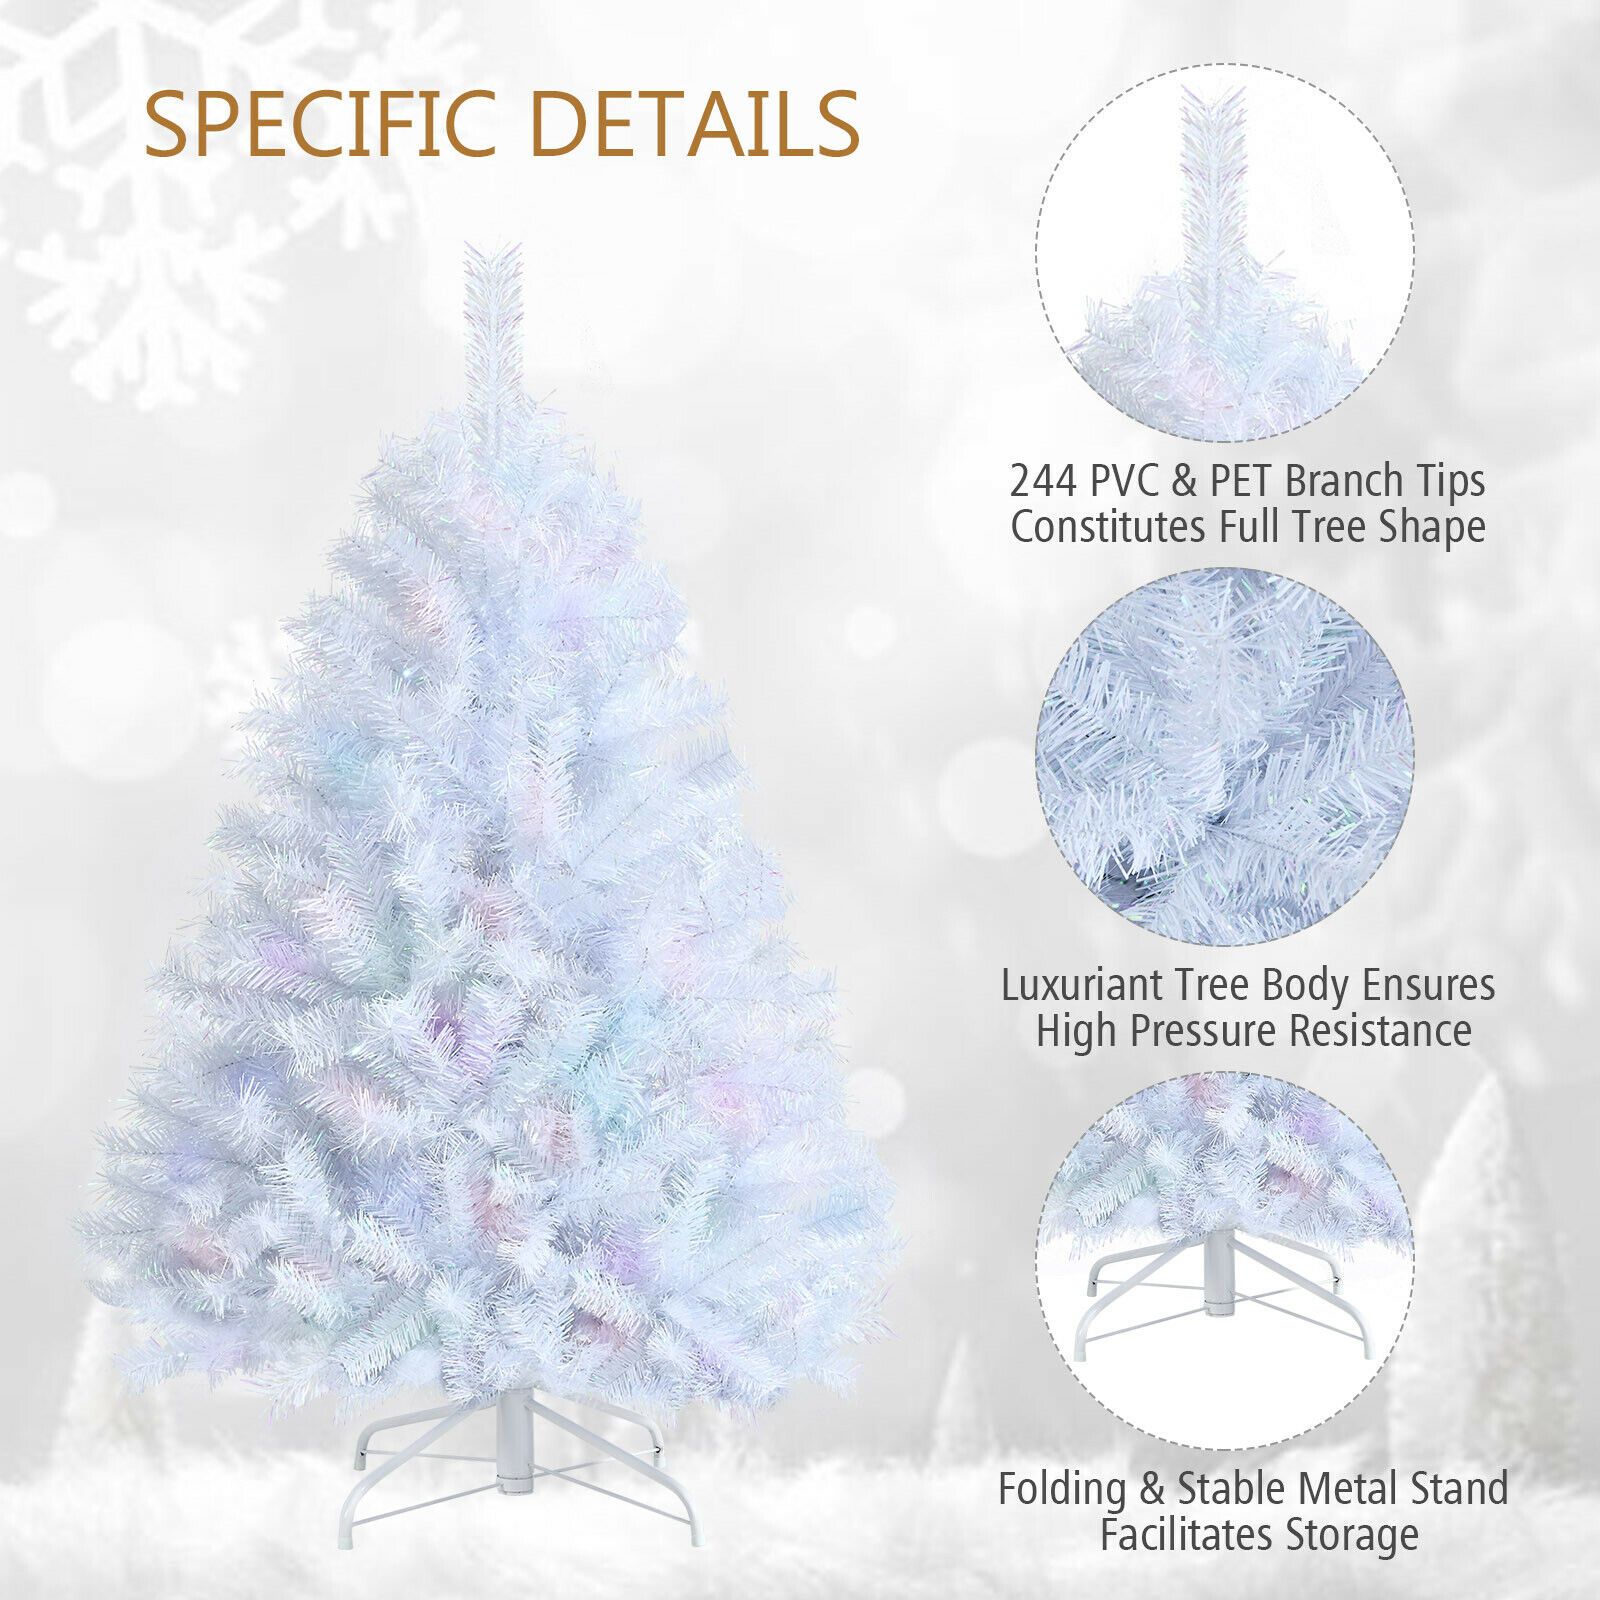 SPECIFIC DETAILS
244 PVC & PET Branch Tips
Constitutes Full Tree Shape
Luxuriant Tree Body Ensures
High Pressure Resistance
Folding & Stable Metal Stand
Facilitates Storage